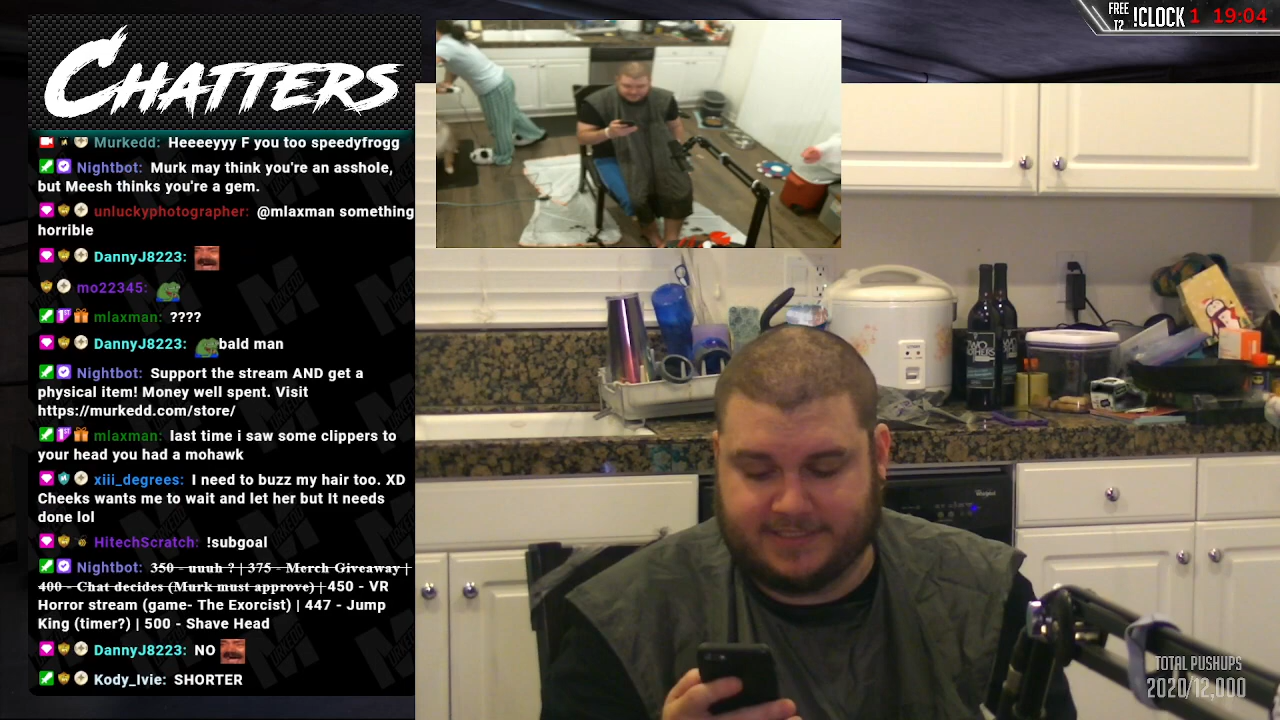 FREE
12
!CLOCK
1 19:04
CHATTERS
Murkedd: Heeeeyyy F you too speedyfrogg
Nightbot: Murk may think you're an asshole,
but Meesh thinks you're a gem.
unluckyphotographer: @mlaxman something
horrible
DannyJ8223:
mo22345:
mlaxman: ????
DannyJ8223: bald man
Nightbot: Support the stream AND get a
physical item! Money well spent. Visit
https://murkedd.com/store/
mlaxman: last time i saw some clippers to
your head you had a mohawk
xiii_degrees: I need to buzz my hair too. XD
Cheeks wants me to wait and let her but It needs
done lol
HitechScratch: !subgoal
Nightbot: 350 - uuuh ? | 375 - Merch Giveaway |
400 - Chat decides (Murk must approve) | 450 - VR
Horror stream (game- The Exorcist) | 447 - Jump
King (timer?) | 500 - Shave Head
DannyJ8223: NO
Kody_Ivie: SHORTER
TWO
TOTAL PUSHUPS
2020/12,000